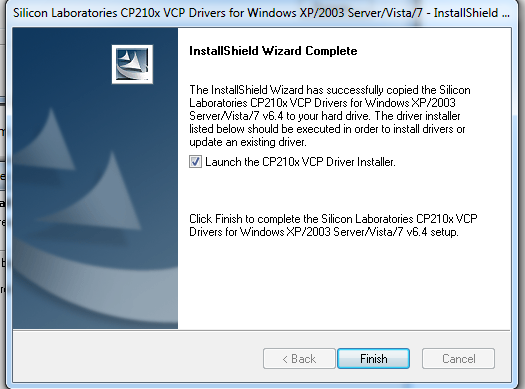 Silicon Laboratories CP210x VCP Drivers for Windows XP/2003 Server/Vista/7 - InstallShield ...
InstallShield Wizard Complete
The InstallShield Wizard has successfully copied the Silicon
Laboratories CP210x VCP Drivers for Windows XP/2003
Server/Vista/7 v6.4 to your hard drive. The driver installer
listed below should be executed in order to install drivers or
update an existing driver.
Launch the CP210x VCP Driver Installer.
Click Finish to complete the Silicon Laboratories CP210x VCP
Drivers for Windows XP/2003 Server/Vista/7 v6.4 setup.
< Back
Finish
Cancel